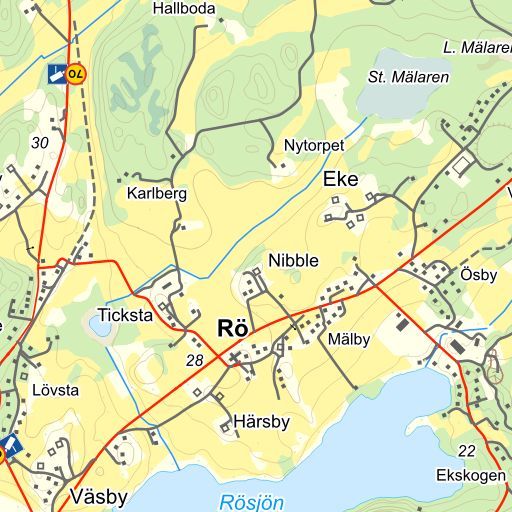 Hallboda
L. Mälaren
70
St. Mälaren
30
Nytorpet
Eke
Karlberg
Nibble
Ösby
Ticksta
Rö
Mälby
28
Lövsta
Härsby
22
Ekskogen
Väsby
Rösjön